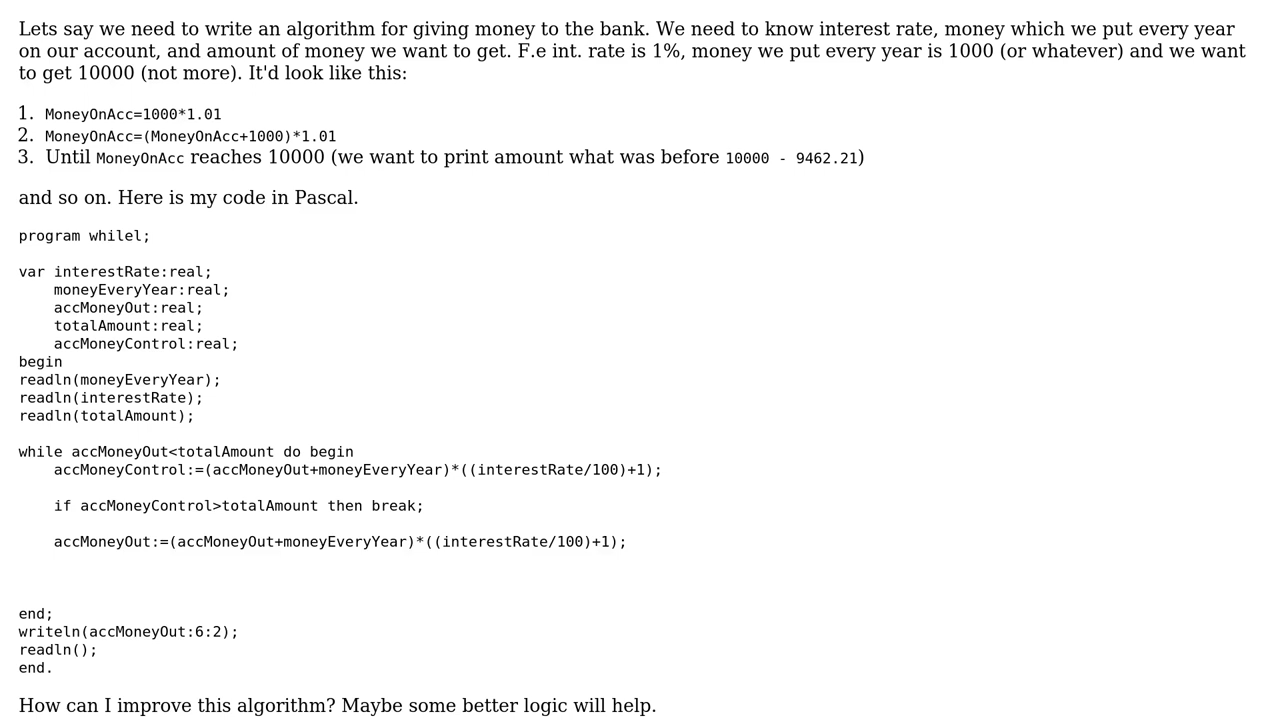 Lets say we need to write an algorithm for giving money to the bank. We need to know interest rate, money which we put every year
on our account, and amount of money we want to get. F.e int. rate is 1%, money we put every year is 1000 (or whatever) and we want
to get 10000 (not more). It'd look like this:
1. MoneyOnAcc=1000*1.01
2. MoneyOnAcc=(MoneyOnAcc+1000)*1.01
3. Until MoneyOnAcc reaches 10000 (we want to print amount what was before 10000 - 9462.21)
and so on. Here is my code in Pascal.
program whilel;
var interestRate:real;
    moneyEveryYear:real;
    accMoneyOut:real;
    totalAmount:real;
    accMoneyControl:real;
begin
readln(moneyEveryYear);
readln(interestRate);
readln(totalAmount);
while accMoneyOut<totalAmount do begin
    accMoneyControl:=(accMoneyOut+moneyEveryYear)*((interestRate/100)+1);
    if accMoneyControl>totalAmount then break;
    accMoneyOut:=(accMoneyOut+moneyEveryYear)*((interestRate/100)+1);
end;
writeln(accMoneyOut:6:2);
readln();
end.
How can I improve this algorithm? Maybe some better logic will help.